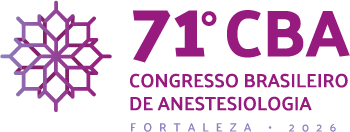 71° CBA
CONGRESSO BRASILEIRO
DE ANESTESIOLOGIA
FORTALEZA • 2026